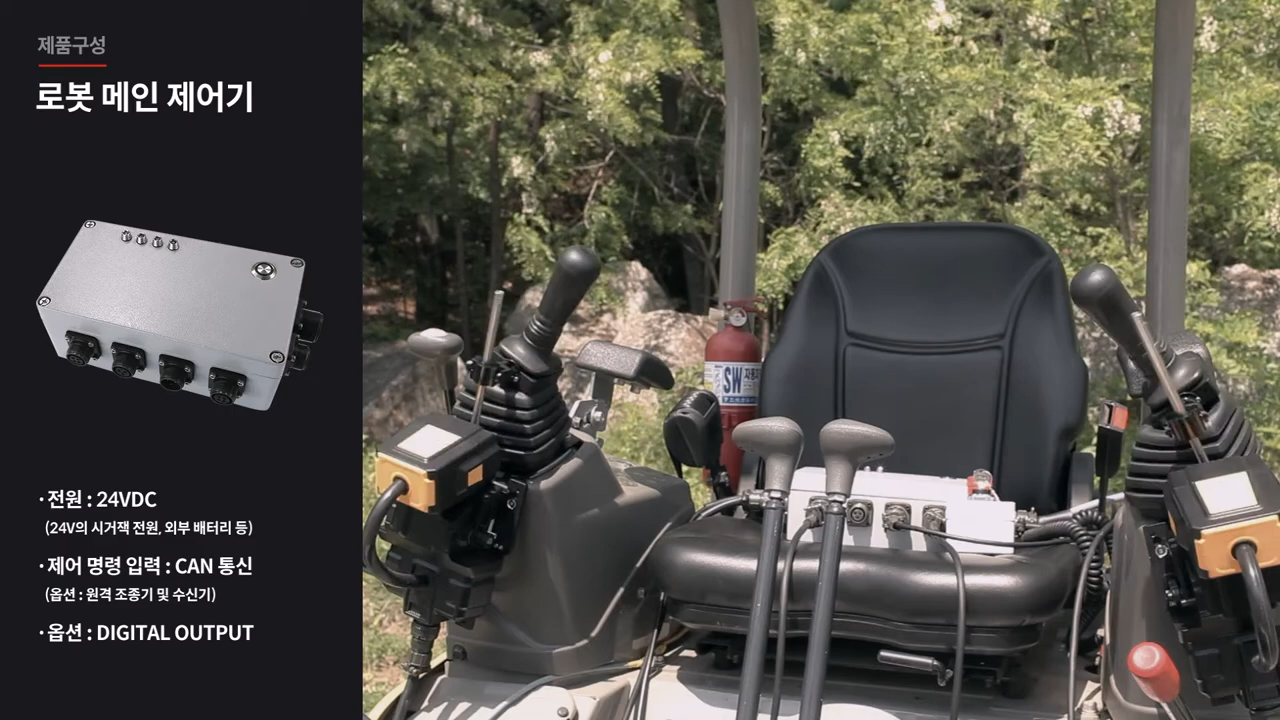 제품구성
로봇 메인 제어기
· 전원 : 24VDC
(24V의 시거잭 전원, 외부 배터리 등)
· 제어 명령 입력 : CAN 통신
(옵션 : 원격 조종기 및 수신기)
· 옵션 : DIGITAL OUTPUT
SW